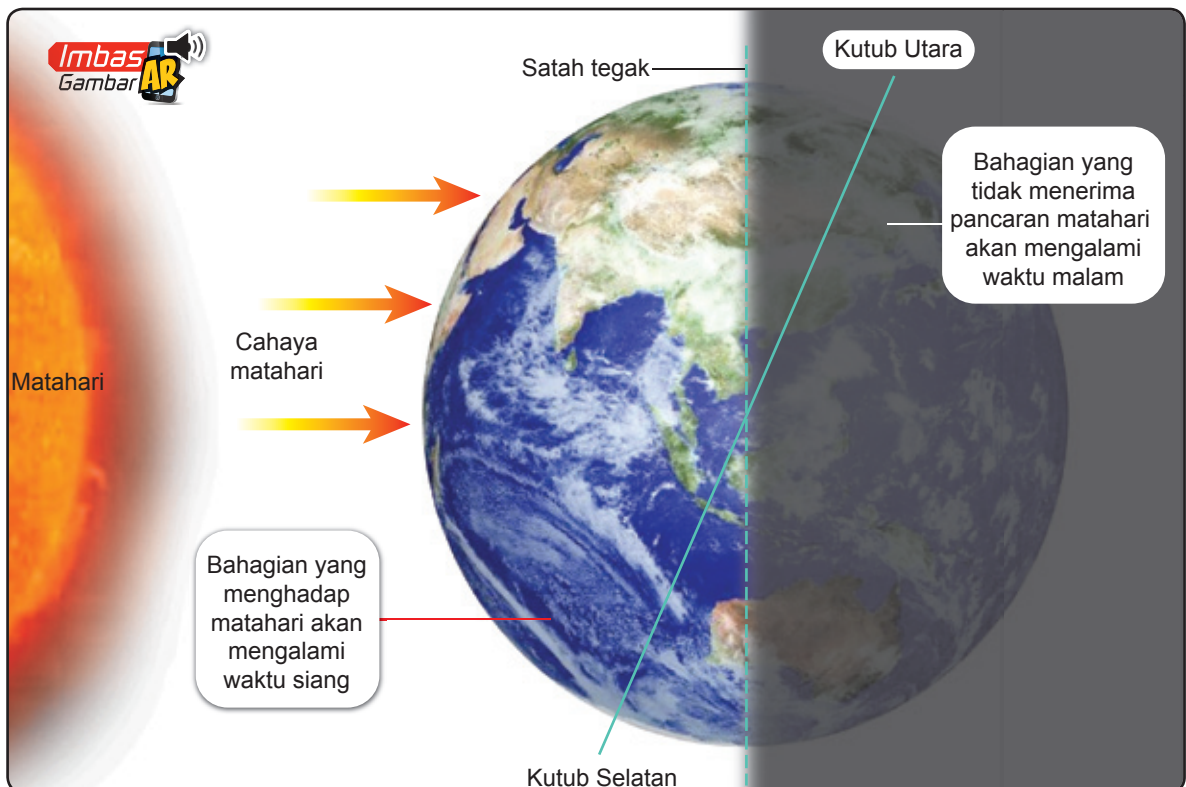 Imbas
Gambar AR
Satah tegak
Kutub Utara
Bahagian yang
tidak menerima
pancaran matahari
akan mengalami
waktu malam
Cahaya
matahari
Matahari
Bahagian yang
menghadap
matahari akan
mengalami
waktu siang
Kutub Selatan